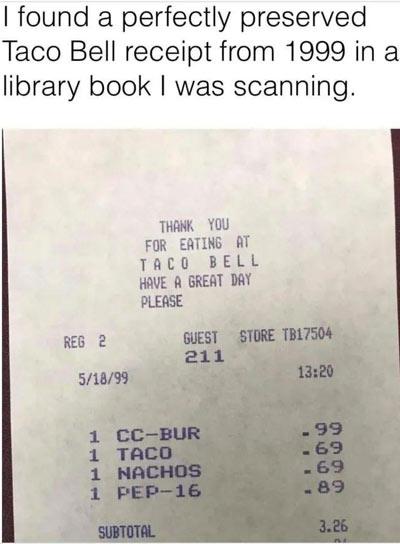 I found a perfectly preserved
Taco Bell receipt from 1999 in a
library book I was scanning.
THANK YOU
FOR EATING AT
TACO BELL
HAVE A GREAT DAY
PLEASE
REG 2 GUEST STORE TB17504
211
5/18/99 13:20
1 CC-BUR .99
1 TACO .69
1 NACHOS .69
1 PEP-16 .89
SUBTOTAL 3.26